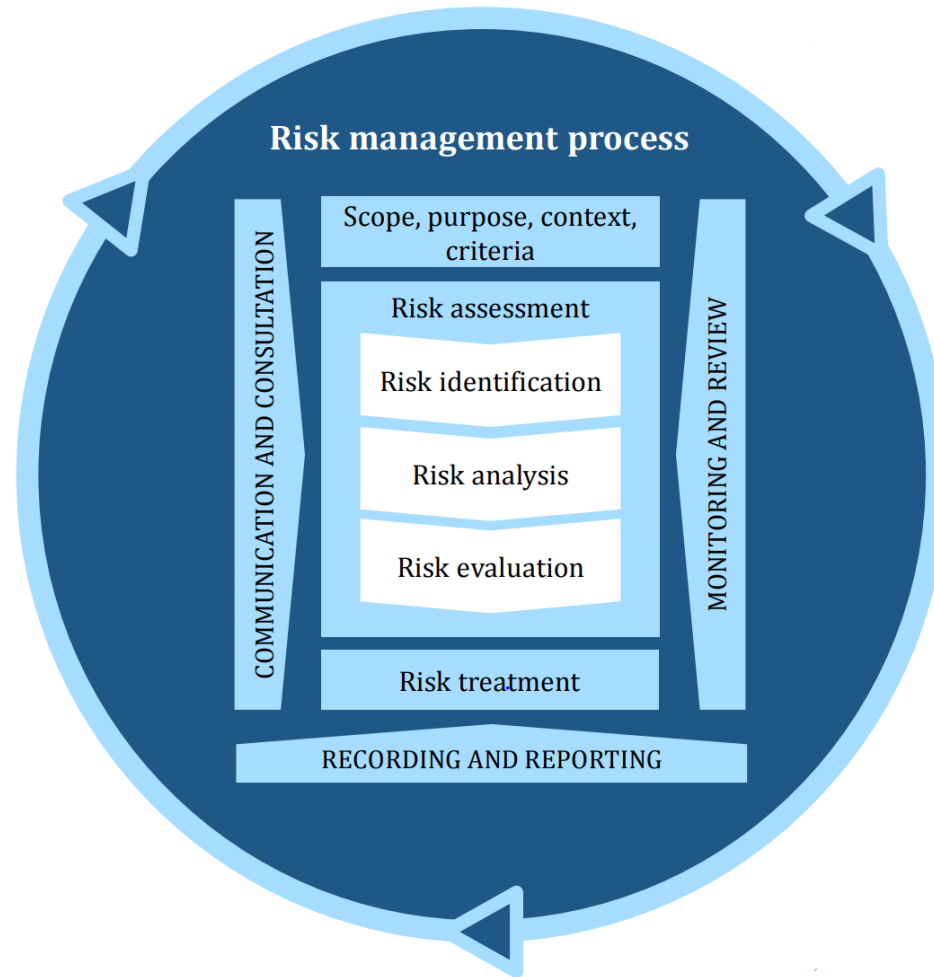 Risk management process
Scope, purpose, context,
criteria
Risk assessment
Risk identification
Risk analysis
Risk evaluation
Risk treatment
COMMUNICATION AND CONSULTATION
MONITORING AND REVIEW
RECORDING AND REPORTING